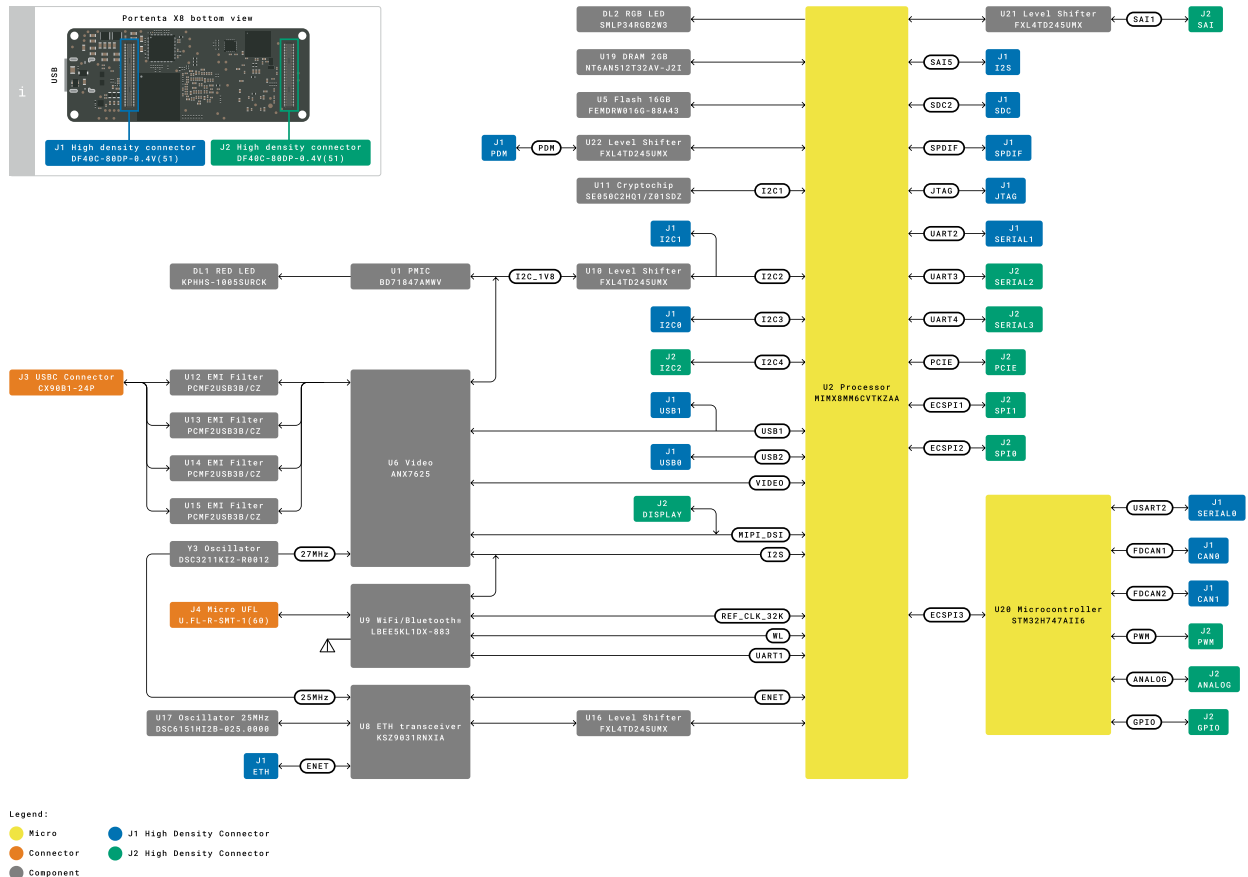 Portenta X8 bottom view
i
USB
J1 High density connector
DF40C-80DP-0.4V(51)
J2 High density connector
DF40C-80DP-0.4V(51)
DL2 RGB LED
SMLP34RGB2W3
U19 DRAM 2GB
NT6AN512T32AV-J2I
U5 Flash 16GB
FEMDRW016G-88A43
J1
PDM
PDM
U22 Level Shifter
FXL4TD245UMX
U11 Cryptochip
SE050C2HQ1/Z01SDZ
I2C1
J1
I2C1
DL1 RED LED
KPHHS-1005SURCK
U1 PMIC
BD71847AMWV
I2C_1V8
U10 Level Shifter
FXL4TD245UMX
I2C2
J1
I2C0
I2C3
J2
I2C2
I2C4
J3 USBC Connector
CX90B1-24P
U12 EMI Filter
PCMF2USB3B/CZ
U13 EMI Filter
PCMF2USB3B/CZ
U14 EMI Filter
PCMF2USB3B/CZ
U15 EMI Filter
PCMF2USB3B/CZ
U6 Video
ANX7625
J1
USB1
USB1
J1
USB0
USB2
VIDEO
J2
DISPLAY
MIPI_DSI
I2S
Y3 Oscillator
DSC3211KI2-R0012
27MHz
J4 Micro UFL
U.FL-R-SMT-1(60)
U9 WiFi/Bluetooth®
LBEE5KL1DX-883
REF_CLK_32K
WL
UART1
25MHz
U17 Oscillator 25MHz
DSC6151HI2B-025.0000
U8 ETH transceiver
KSZ9031RNXIA
ENET
U16 Level Shifter
FXL4TD245UMX
J1
ETH
ENET
U2 Processor
MIMX8MM6CVTKZAA
U21 Level Shifter
FXL4TD245UMX
SAI1
J2
SAI
SAI5
J1
I2S
SDC2
J1
SDC
SPDIF
J1
SPDIF
JTAG
J1
JTAG
UART2
J1
SERIAL1
UART3
J2
SERIAL2
UART4
J2
SERIAL3
PCIE
J2
PCIE
ECSPI1
J2
SPI1
ECSPI2
J2
SPI0
ECSPI3
U20 Microcontroller
STM32H747AII6
USART2
J1
SERIAL0
FDCAN1
J1
CAN0
FDCAN2
J1
CAN1
PWM
J2
PWM
ANALOG
J2
ANALOG
GPIO
J2
GPIO
Legend:
Micro
Connector
Component
J1 High Density Connector
J2 High Density Connector